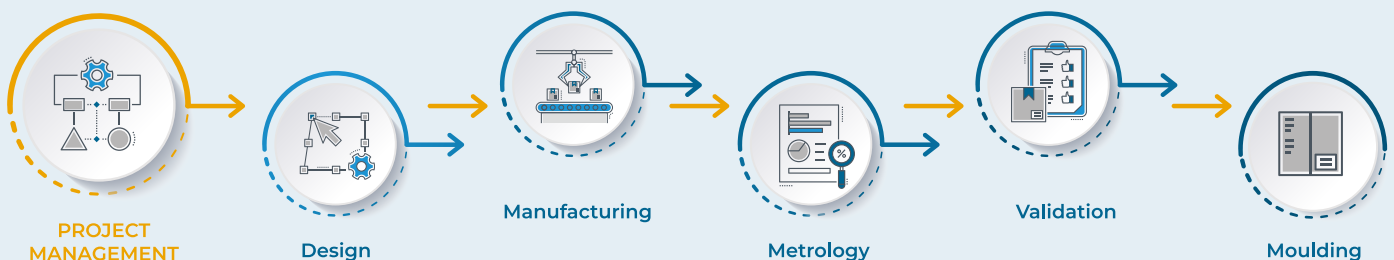 PROJECT
MANAGEMENT
Design
Manufacturing
%
Metrology
Validation
Moulding